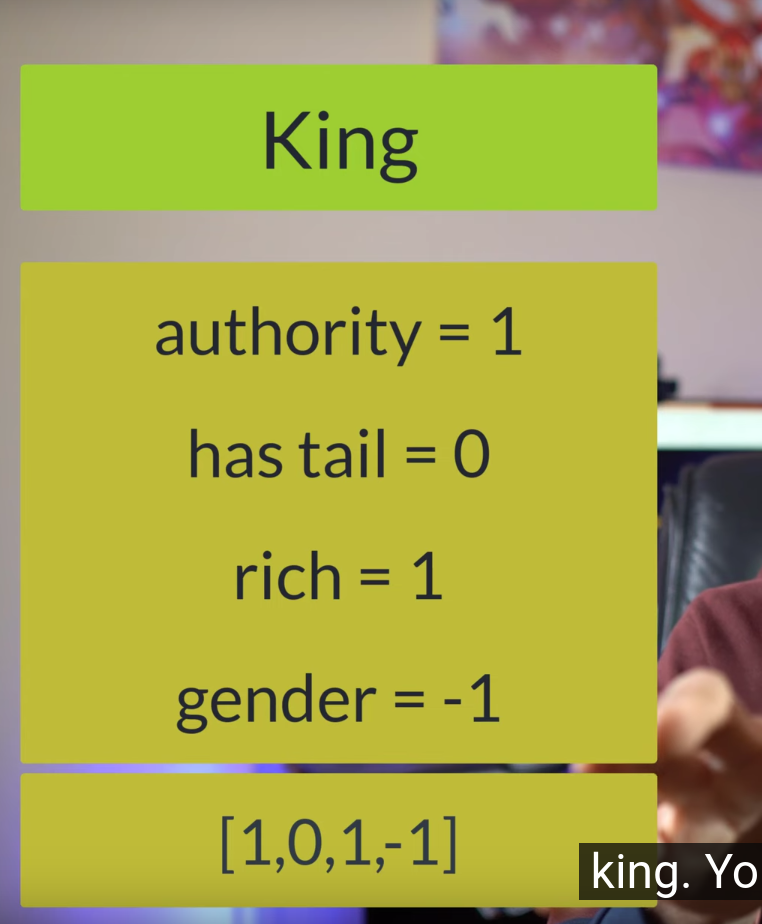 King
authority = 1
has tail = 0
rich = 1
gender = -1
[1,0,1,-1]
king. Yo